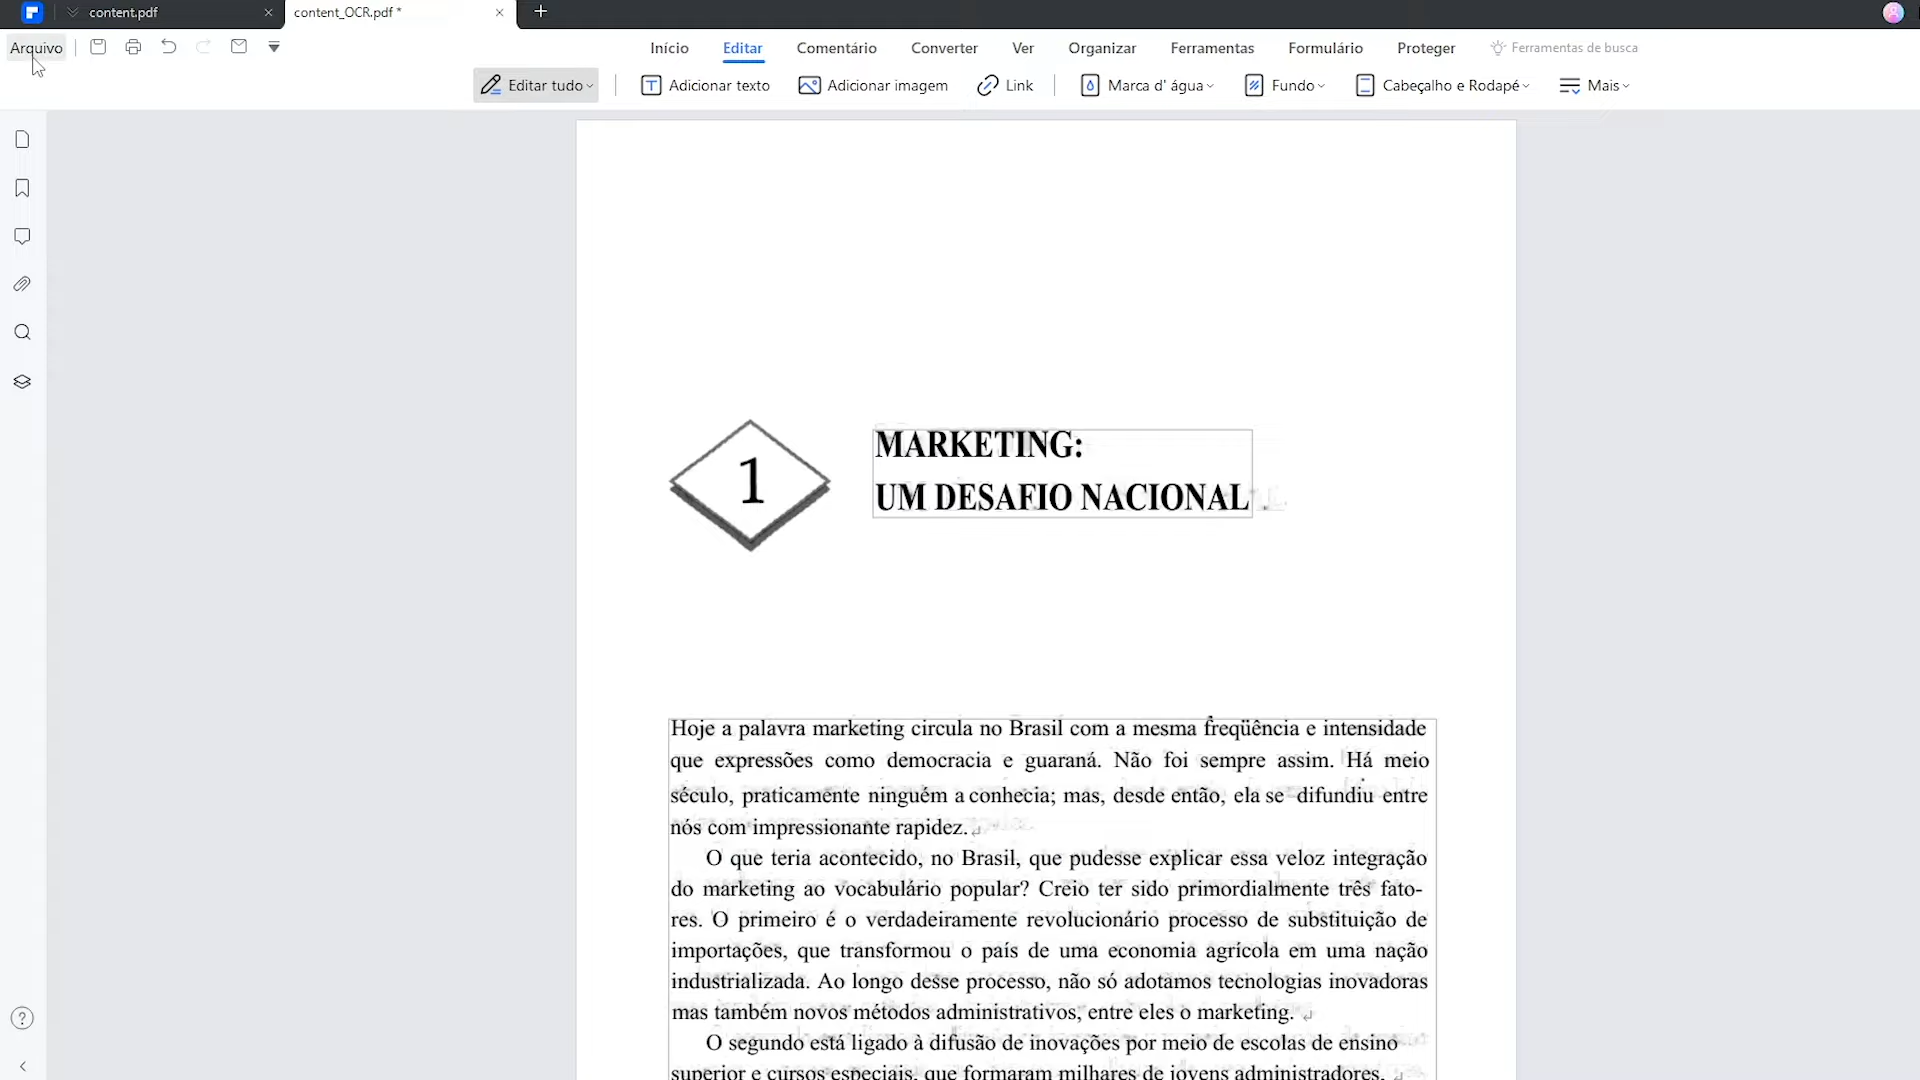 content.pdf
content_OCR.pdf *
Arquivo
Início
Editar
Comentário
Converter
Ver
Organizar
Ferramentas
Formulário
Proteger
Ferramentas de busca
Editar tudo
Adicionar texto
Adicionar imagem
Link
Marca d' água
Fundo
Cabeçalho e Rodapé
Mais
1
MARKETING:
UM DESAFIO NACIONAL
Hoje a palavra marketing circula no Brasil com a mesma freqüência e intensidade
que expressões como democracia e guaraná. Não foi sempre assim. Há meio
século, praticamente ninguém a conhecia; mas, desde então, ela se difundiu entre
nós com impressionante rapidez.
O que teria acontecido, no Brasil, que pudesse explicar essa veloz integração
do marketing ao vocabulário popular? Creio ter sido primordialmente três fato-
res. O primeiro é o verdadeiramente revolucionário processo de substituição de
importações, que transformou o país de uma economia agrícola em uma nação
industrializada. Ao longo desse processo, não só adotamos tecnologias inovadoras
mas também novos métodos administrativos, entre eles o marketing.
O segundo está ligado à difusão de inovações por meio de escolas de ensino
superior e cursos especiais, que formaram milhares de jovens administradores.